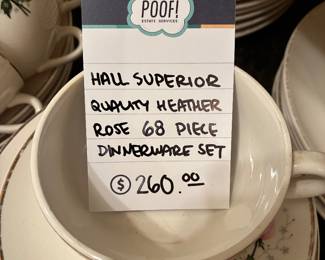 POOF!
ESTATE SERVICES
HALL SUPERIOR
QUALITY HEATHER
ROSE 68 PIECE
DINNERWARE SET
$ 260.00